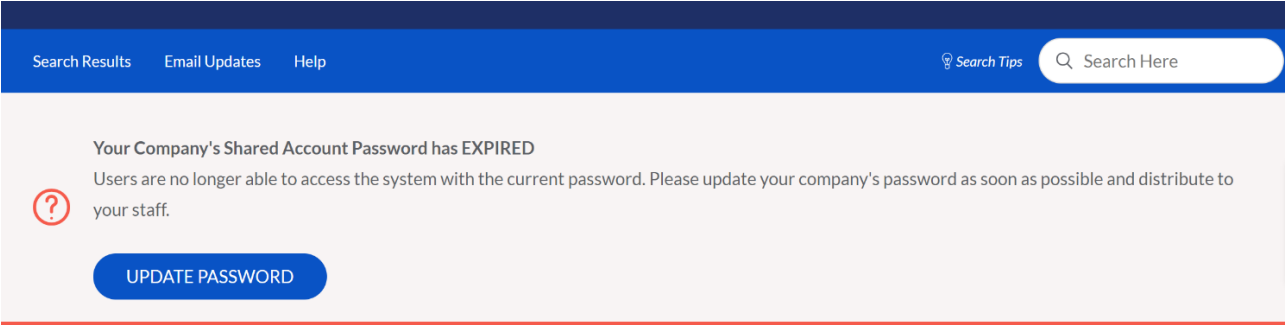 Search Results Email Updates Help Search Tips Search Here
Your Company's Shared Account Password has EXPIRED
Users are no longer able to access the system with the current password. Please update your company's password as soon as possible and distribute to
your staff.
UPDATE PASSWORD